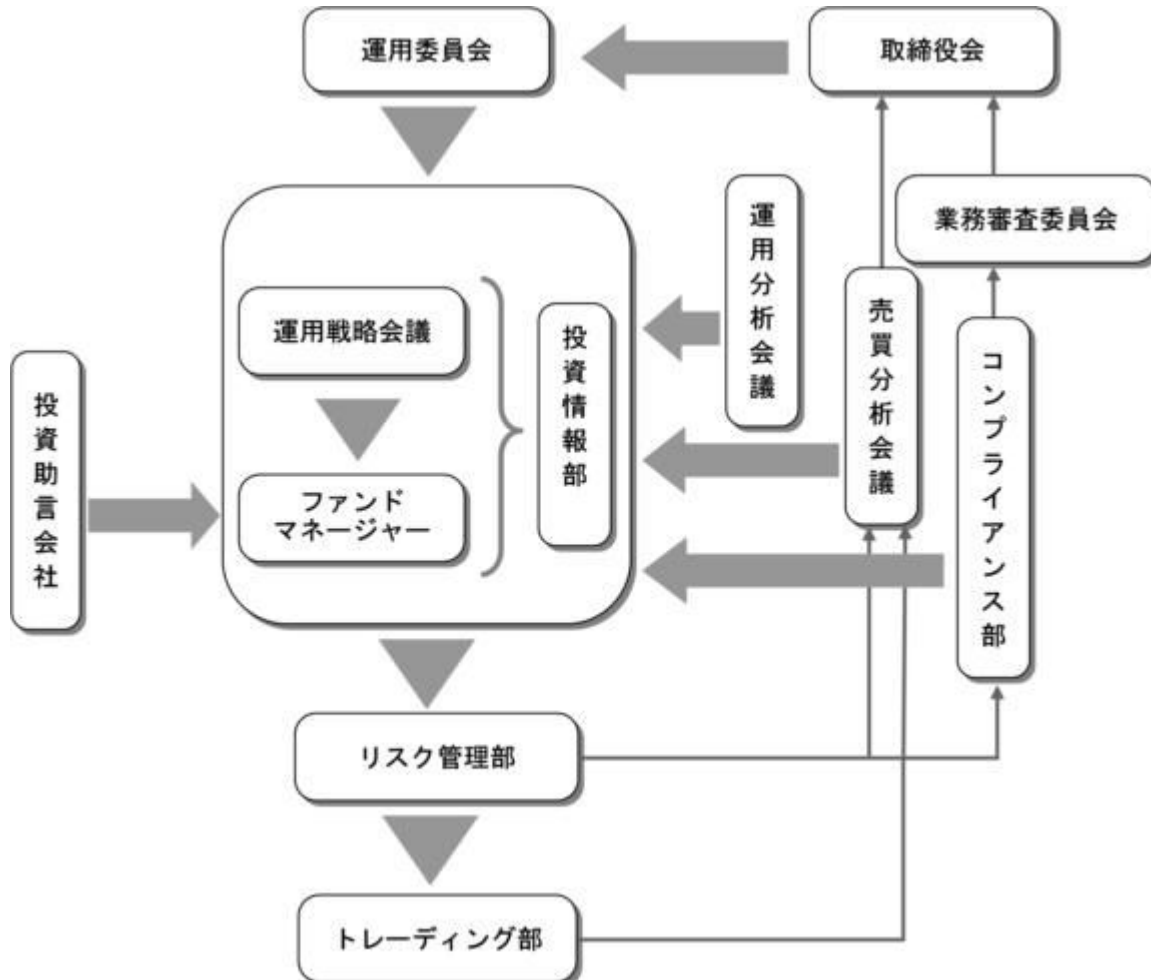 運用委員会
取締役会
業務審査委員会
運用分析会議
売買分析会議
コンプライアンス部
運用戦略会議
投資情報部
ファンド
マネージャー
投資助言会社
リスク管理部
トレーディング部